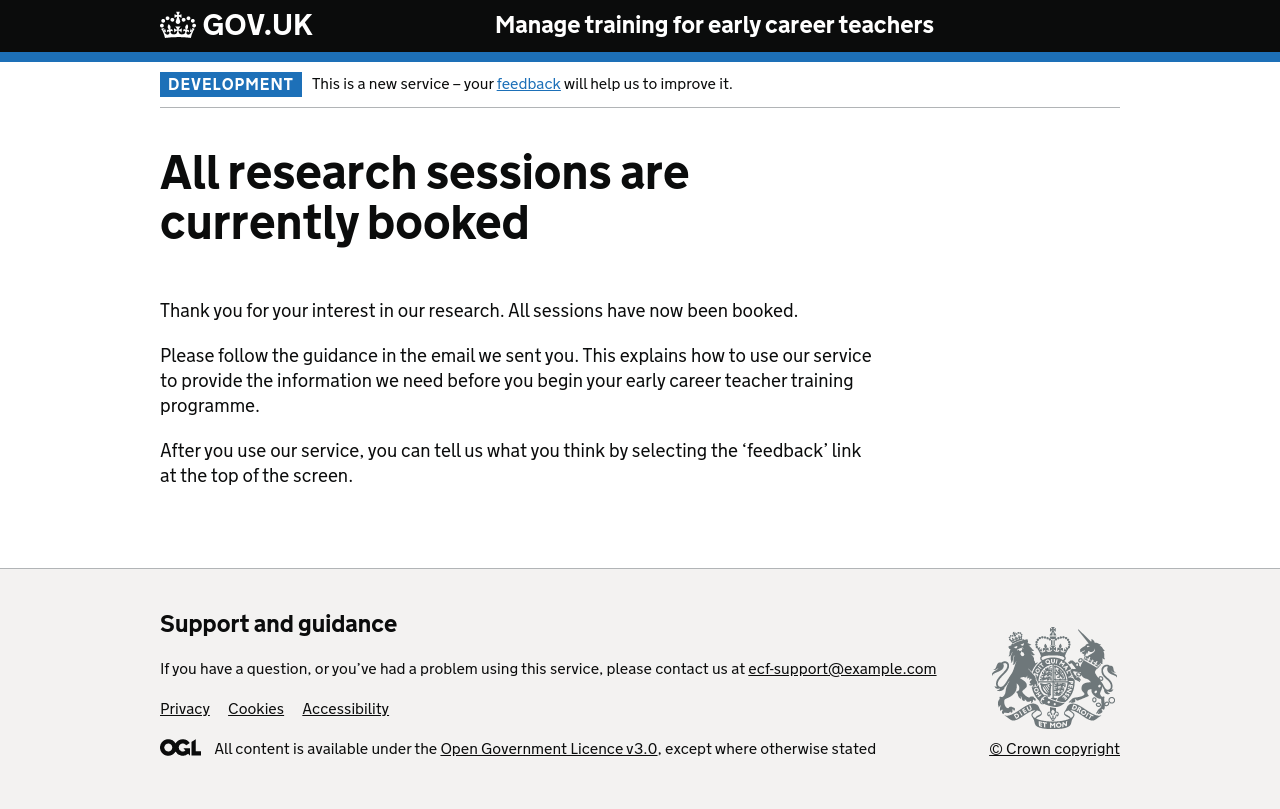 GOV.UK Manage training for early career teachers
DEVELOPMENT This is a new service – your feedback will help us to improve it.
All research sessions are
currently booked
Thank you for your interest in our research. All sessions have now been booked.
Please follow the guidance in the email we sent you. This explains how to use our service
to provide the information we need before you begin your early career teacher training
programme.
After you use our service, you can tell us what you think by selecting the ‘feedback’ link
at the top of the screen.
Support and guidance
If you have a question, or you’ve had a problem using this service, please contact us at ecf-support@example.com
Privacy Cookies Accessibility
OGL All content is available under the Open Government Licence v3.0, except where otherwise stated
DIEU ET MON DROIT
© Crown copyright